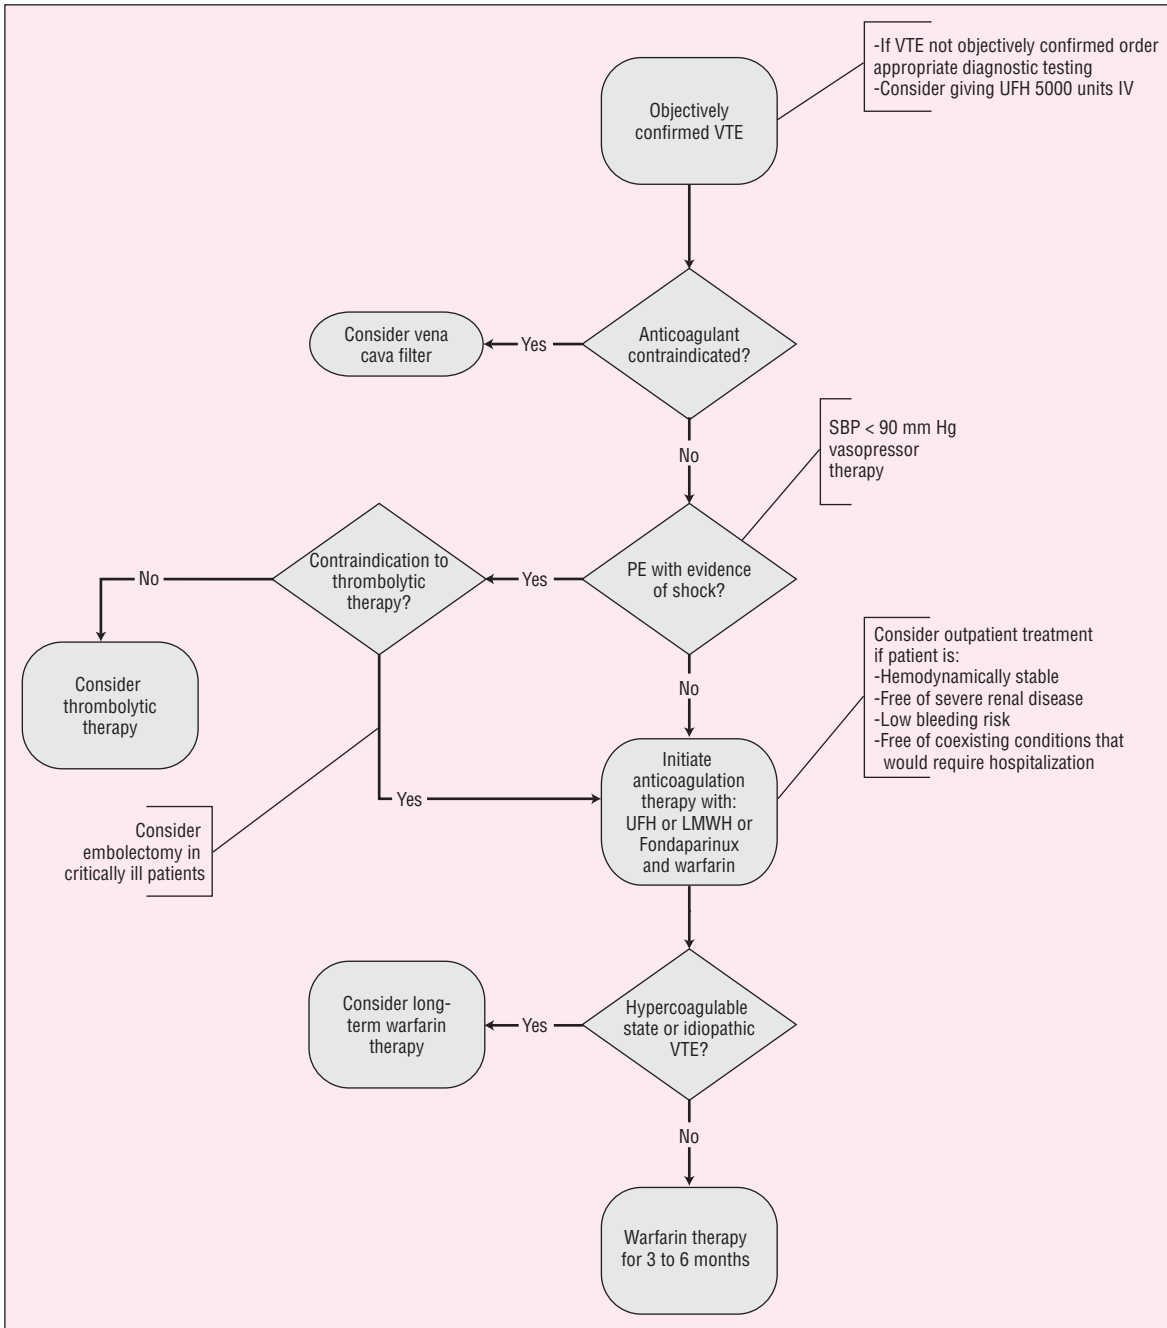 -If VTE not objectively confirmed order
appropriate diagnostic testing
-Consider giving UFH 5000 units IV
Objectively
confirmed VTE
Anticoagulant
contraindicated?
Yes
Consider vena
cava filter
No
SBP < 90 mm Hg
vasopressor
therapy
PE with evidence
of shock?
Yes
Contraindication to
thrombolytic
therapy?
No
Consider
thrombolytic
therapy
No
Consider outpatient treatment
if patient is:
-Hemodynamically stable
-Free of severe renal disease
-Low bleeding risk
-Free of coexisting conditions that
would require hospitalization
Initiate
anticoagulation
therapy with:
UFH or LMWH or
Fondaparinux
and warfarin
Yes
Consider
embolectomy in
critically ill patients
Hypercoagulable
state or idiopathic
VTE?
Yes
Consider long-
term warfarin
therapy
No
Warfarin therapy
for 3 to 6 months